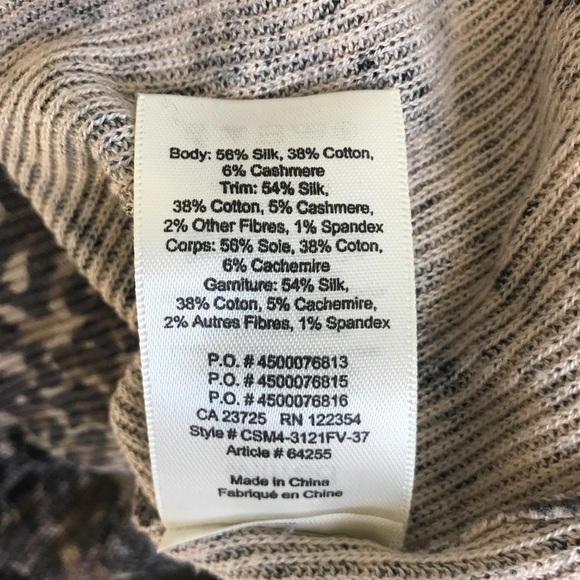 Body: 56% Silk, 38% Cotton,
6% Cashmere
Trim: 54% Silk,
38% Cotton, 5% Cashmere,
2% Other Fibres, 1% Spandex
Corps: 56% Soie, 38% Coton,
6% Cachemire
Garniture: 54% Silk,
38% Coton, 5% Cachemire,
2% Autres Fibres, 1% Spandex
P.O. # 4500076813
P.O. # 4500076815
P.O. # 4500076816
CA 23725 RN 122354
Style # CSM4-3121FV-37
Article # 64255
Made in China
Fabriqué en Chine